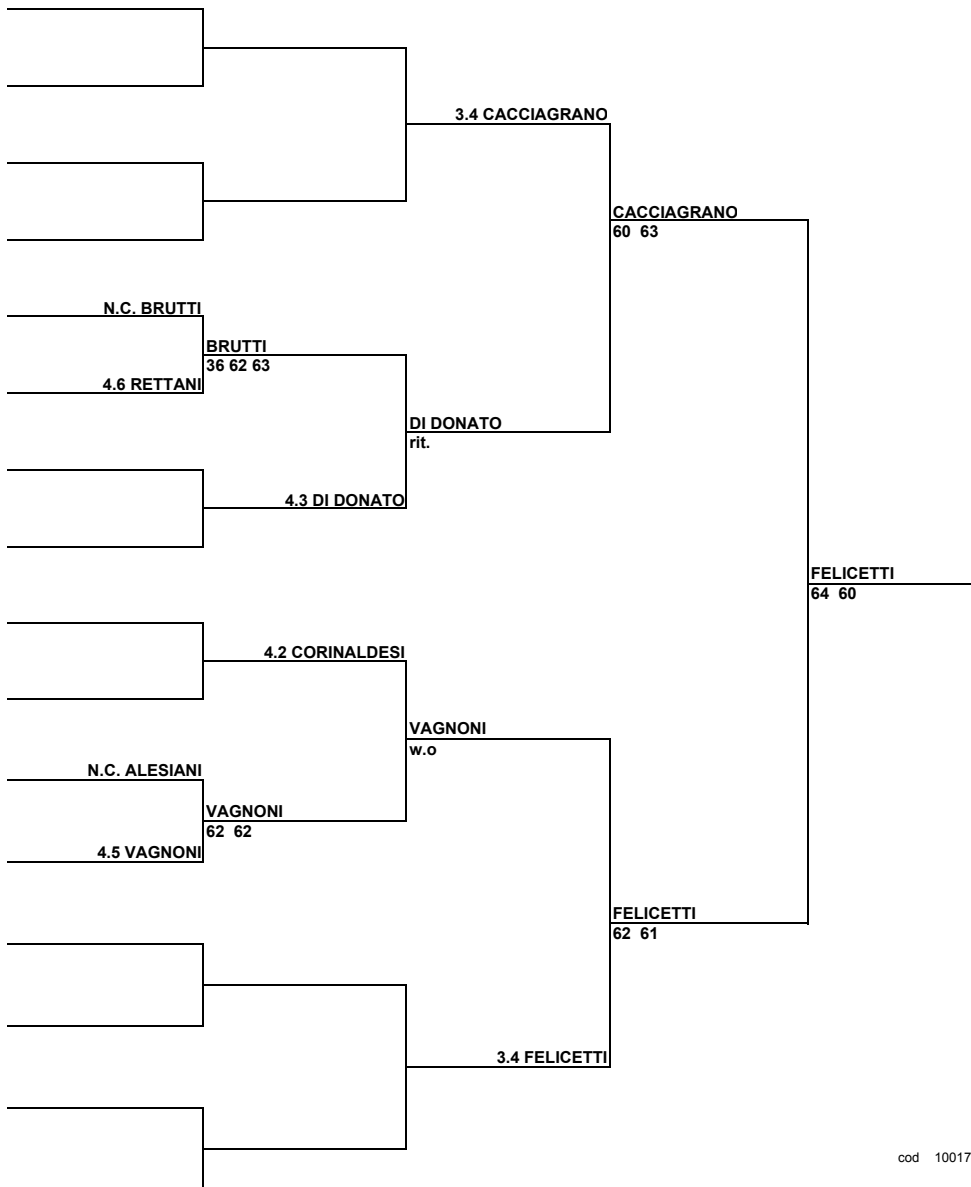 3.4 CACCIAGRANO
CACCIAGRANO
60 63
N.C. BRUTTI
BRUTTI
36 62 63
4.6 RETTANI
DI DONATO
rit.
4.3 DI DONATO
FELICETTI
64 60
4.2 CORINALDESI
VAGNONI
w.o
N.C. ALESIANI
VAGNONI
62 62
4.5 VAGNONI
FELICETTI
62 61
3.4 FELICETTI
cod 10017